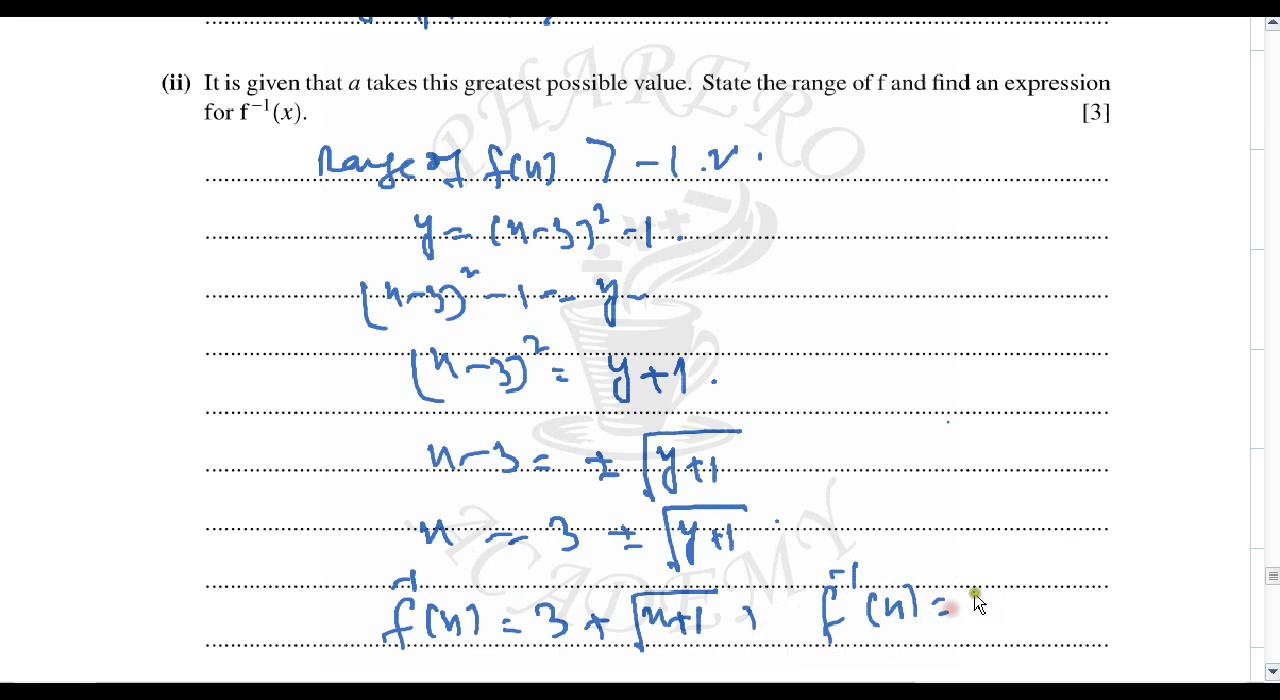 (ii) It is given that a takes this greatest possible value. State the range of f and find an expression
for f⁻¹(x). [3]
Range of f(x) > -1.
y = (x-3)² - 1.
(x-3)² - 1 = y
(x-3)² = y+1.
x-3 = ± √(y+1)
x = 3 ± √(y+1)
f⁻¹(x) = 3 + √(x+1) , f⁻¹(x) =
PHARERO
ACADEMY